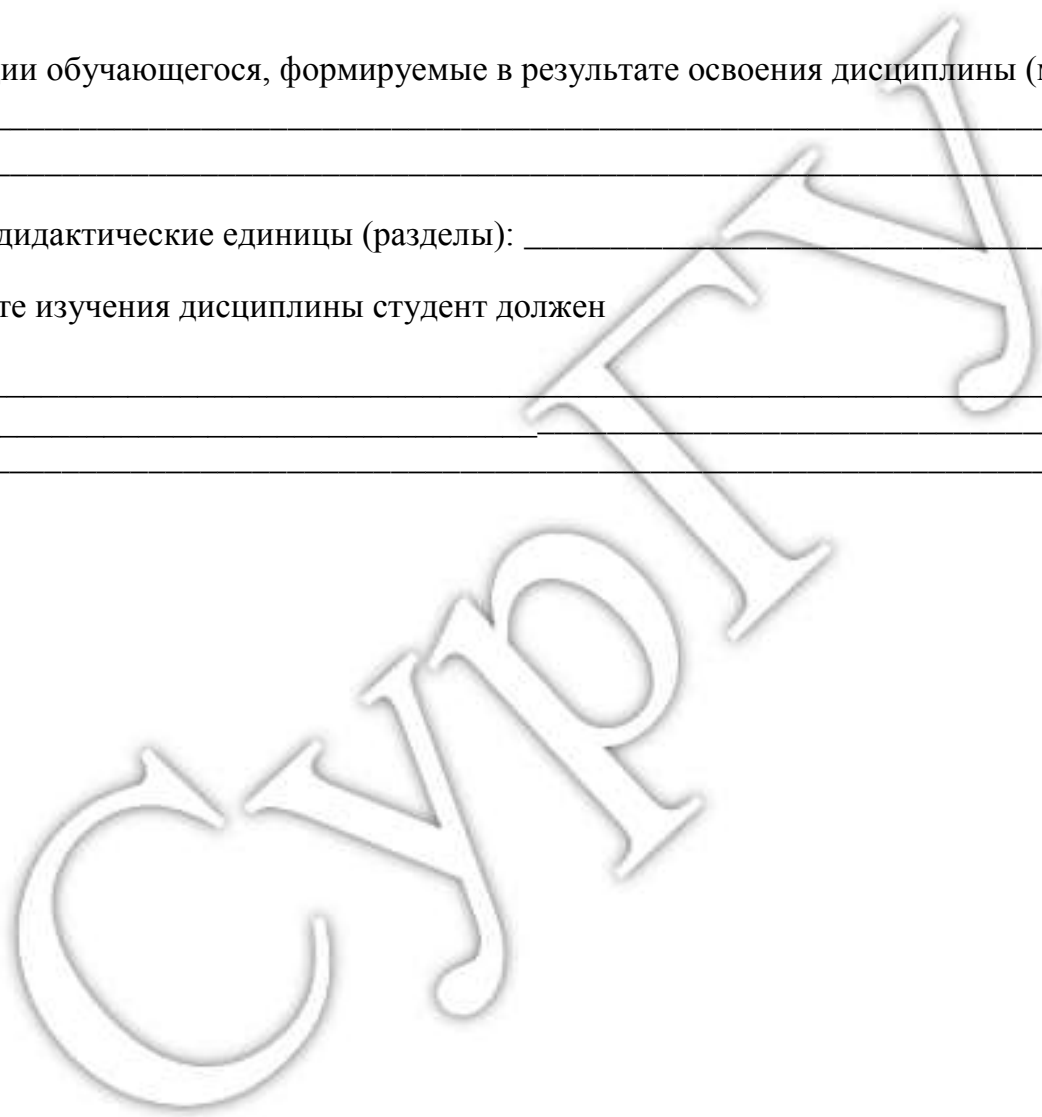 ии обучающегося, формируемые в результате освоения дисциплины (
дидактические единицы (разделы):
те изучения дисциплины студент должен
СурГУ